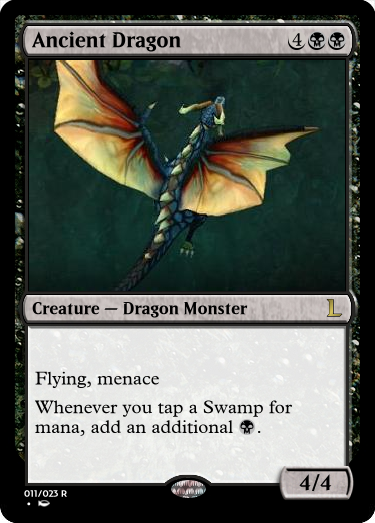 Ancient Dragon 4
Creature — Dragon Monster L
Flying, menace
Whenever you tap a Swamp for
mana, add an additional .
4/4
011/023 R